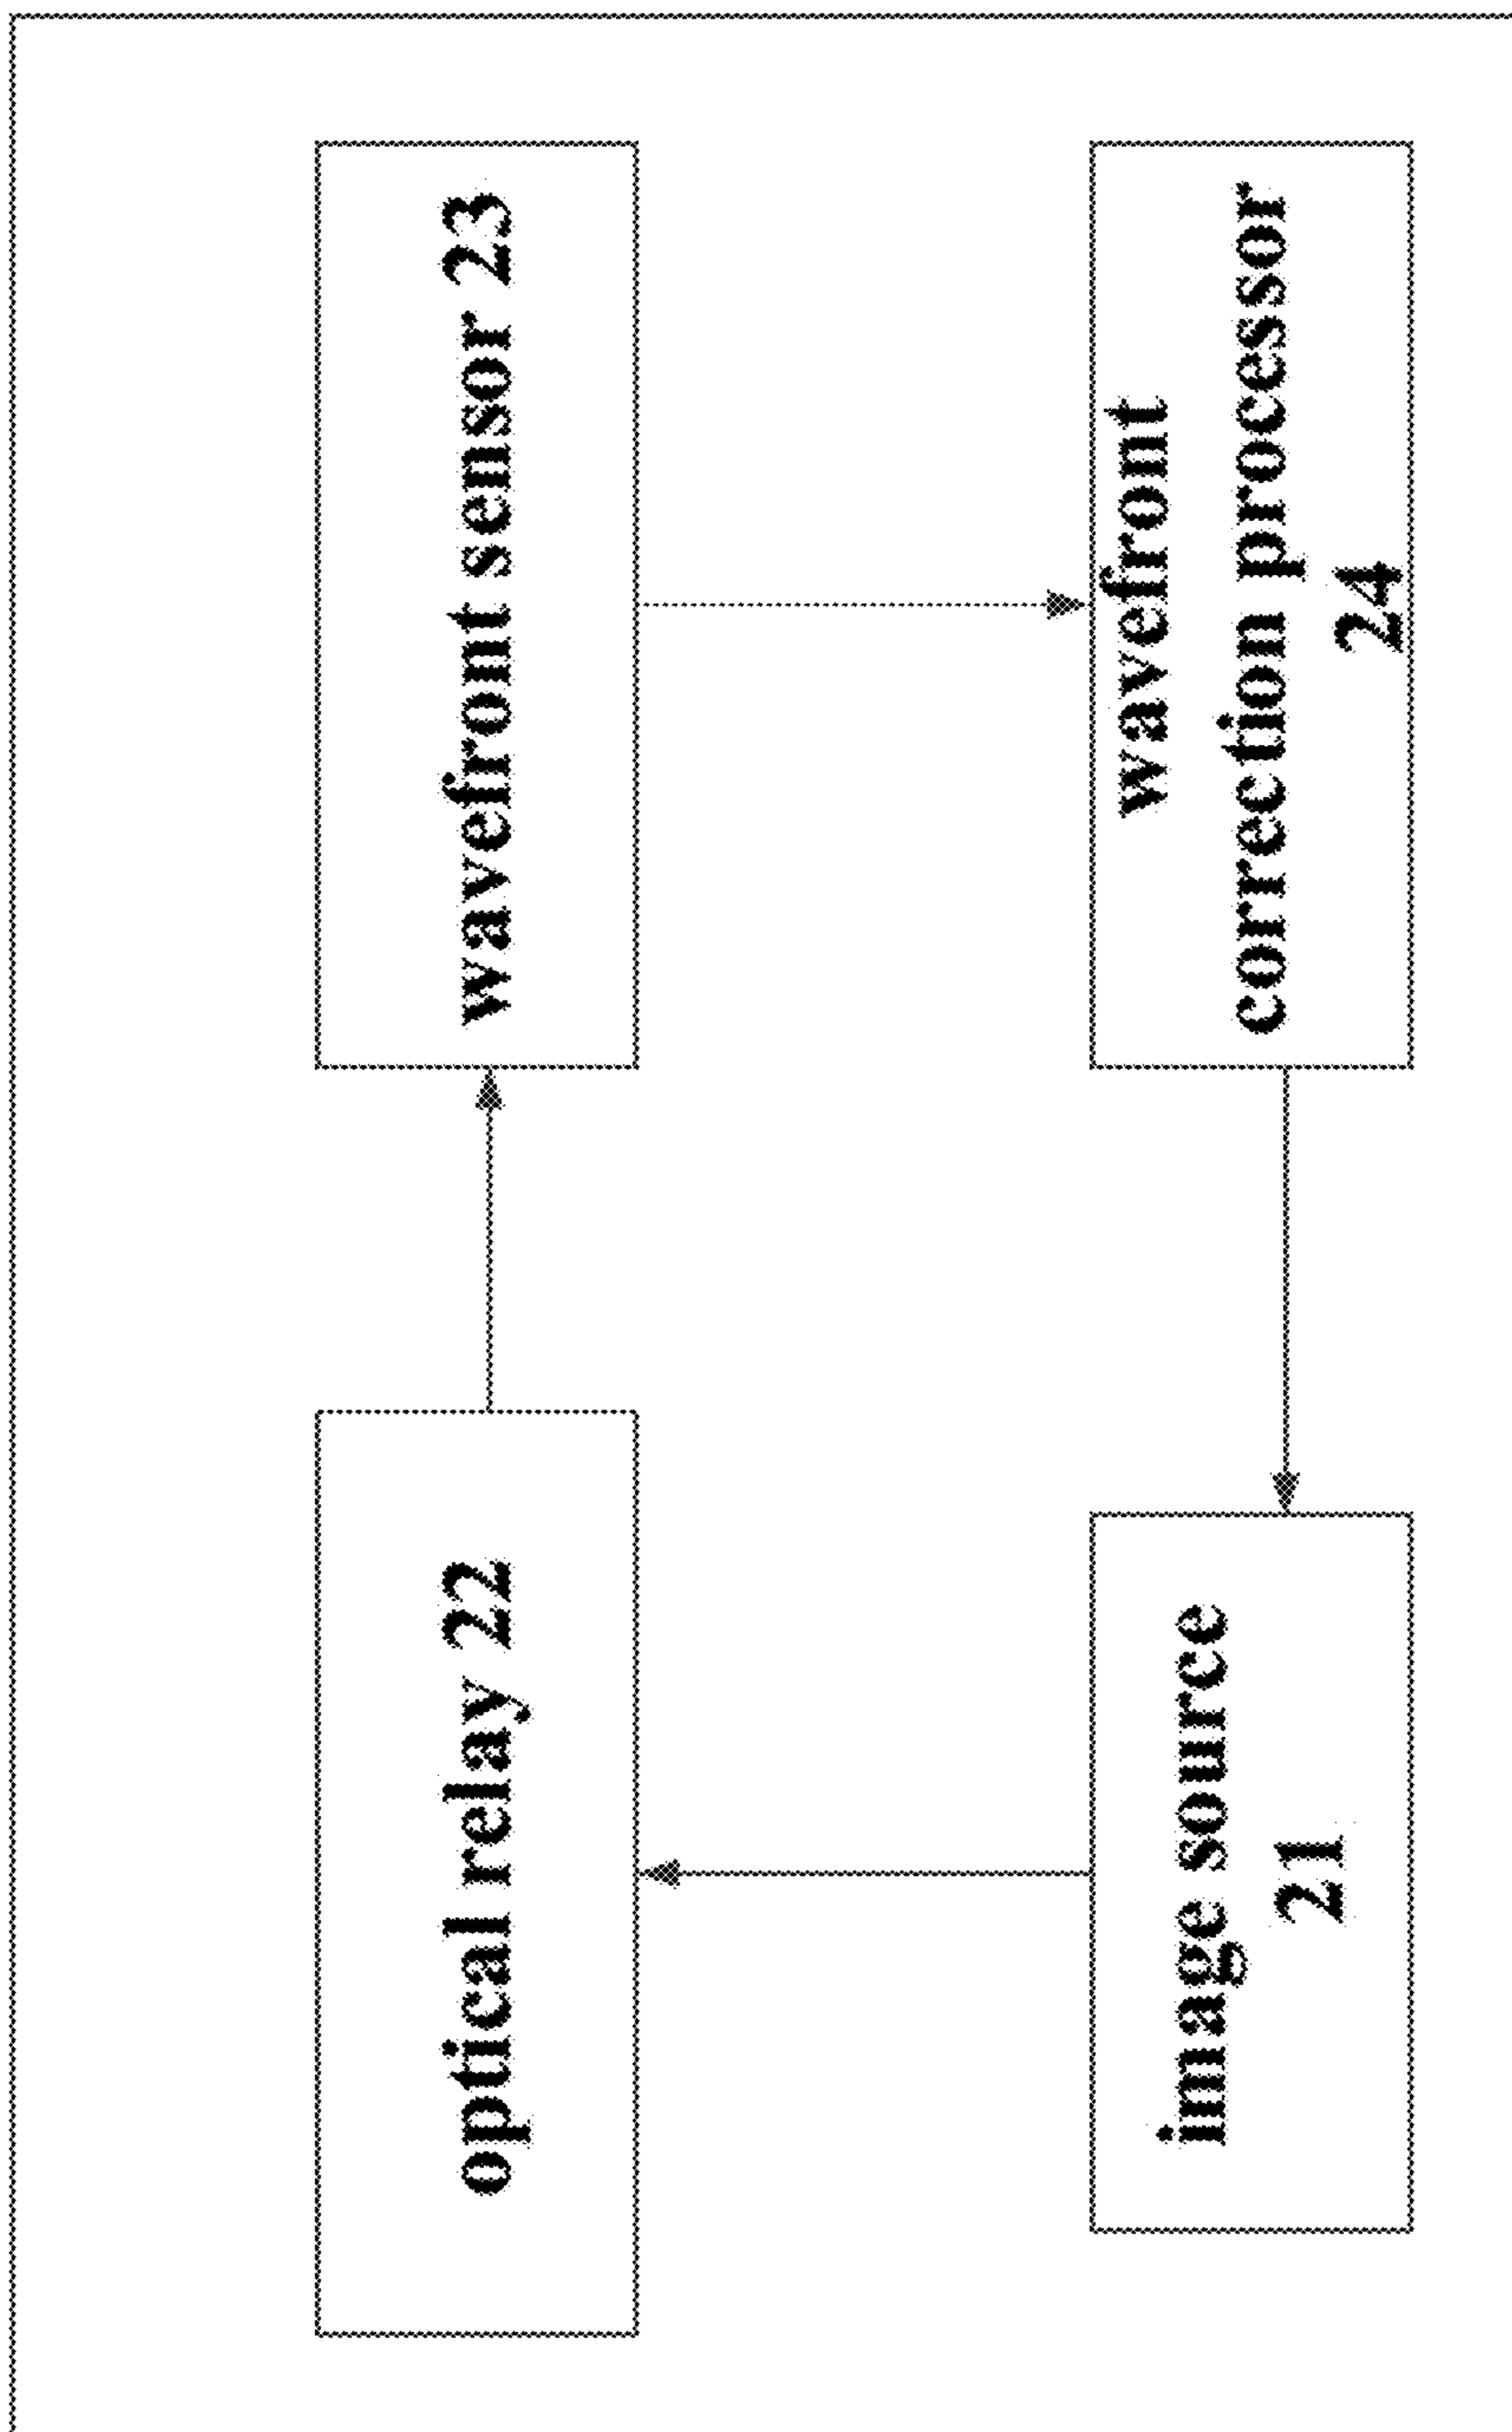 optical relay 22
wavefront sensor 23
image source
21
wavefront
correction processor
24